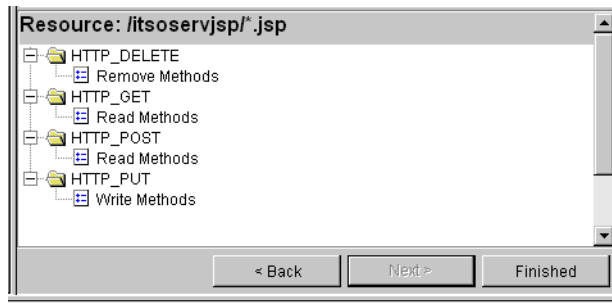 Resource: /itsoservjsp/*.jsp
HTTP_DELETE
Remove Methods
HTTP_GET
Read Methods
HTTP_POST
Read Methods
HTTP_PUT
Write Methods
< Back Next > Finished